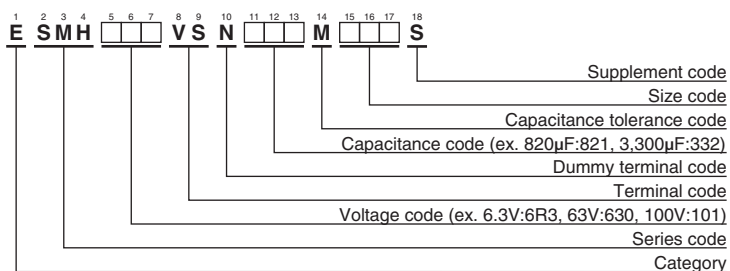 1 2 3 4 5 6 7 8 9 10 11 12 13 14 15 16 17 18
E SMH □□□ VS N □□□ M □□□ S
Supplement code
Size code
Capacitance tolerance code
Capacitance code (ex. 820µF:821, 3,300µF:332)
Dummy terminal code
Terminal code
Voltage code (ex. 6.3V:6R3, 63V:630, 100V:101)
Series code
Category